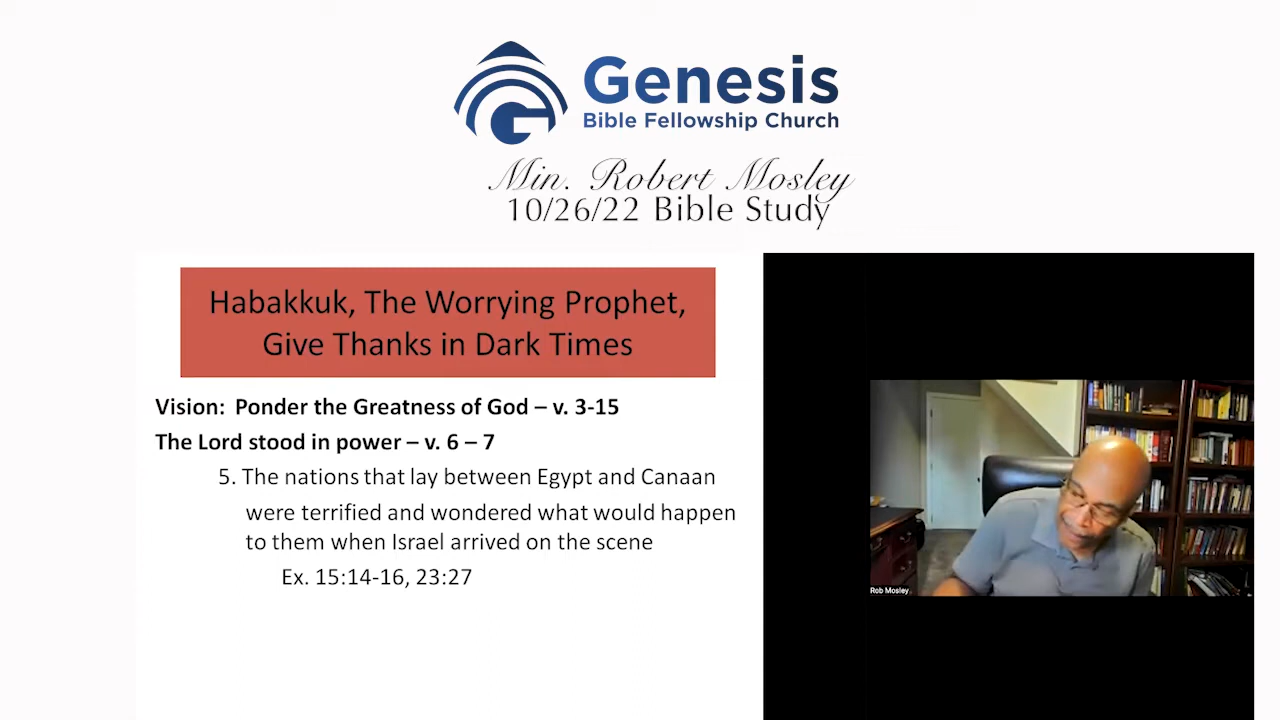 Genesis
Bible Fellowship Church
Min. Robert Mosley
10/26/22 Bible Study
Habakkuk, The Worrying Prophet,
Give Thanks in Dark Times
Vision: Ponder the Greatness of God – v. 3-15
The Lord stood in power – v. 6 – 7
5. The nations that lay between Egypt and Canaan
were terrified and wondered what would happen
to them when Israel arrived on the scene
Ex. 15:14-16, 23:27
Rob Mosley